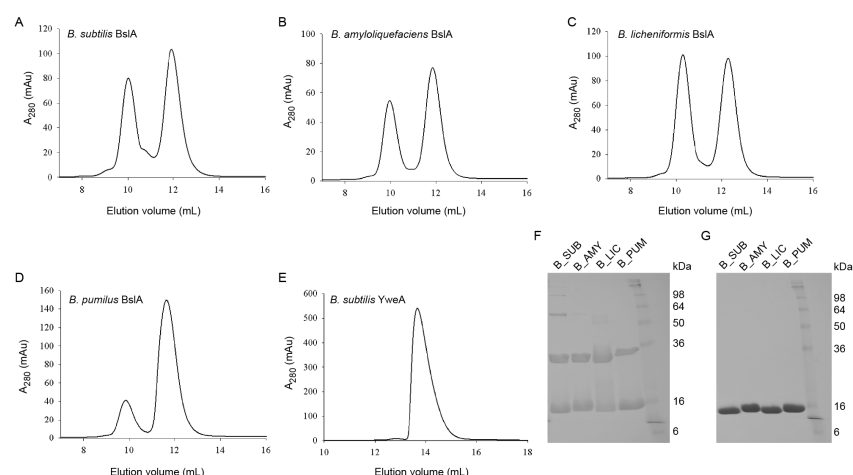 A
B. subtilis BslA
120
100
80
60
40
20
0
A280 (mAu)
8 10 12 14 16
Elution volume (mL)
B
B. amyloliquefaciens BslA
100
80
60
40
20
0
A280 (mAu)
8 10 12 14 16
Elution volume (mL)
C
B. licheniformis BslA
120
100
80
60
40
20
0
A280 (mAu)
8 10 12 14 16
Elution volume (mL)
D
B. pumilus BslA
160
140
120
100
80
60
40
20
0
A280 (mAu)
8 10 12 14 16
Elution volume (mL)
E
B. subtilis YweA
600
500
400
300
200
100
0
A280 (mAu)
10 12 14 16 18
Elution volume (mL)
F
B_SUB B_AMY B_LIC B_PUM
kDa
98
64
50
36
16
6
G
B_SUB B_AMY B_LIC B_PUM
kDa
98
64
50
36
16
6